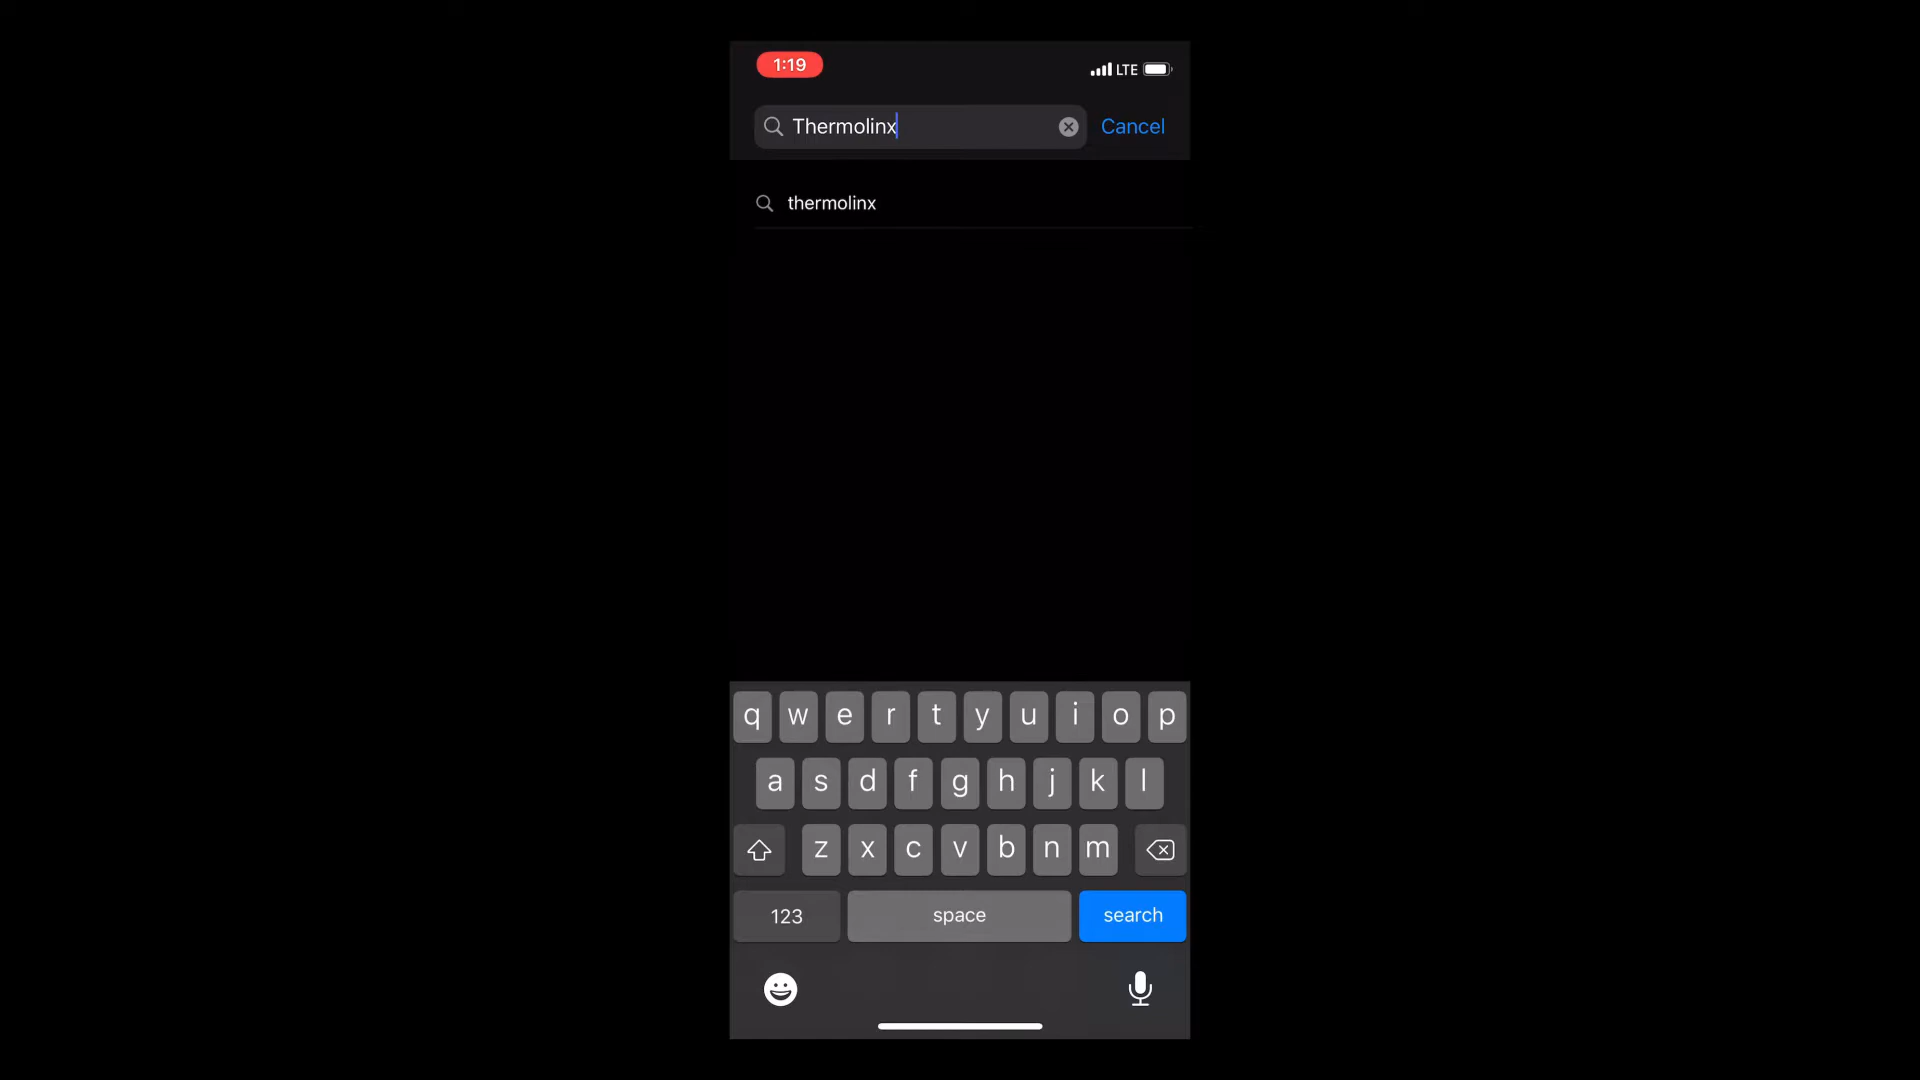 1:19 LTE
Thermolinx Cancel
thermolinx
q w e r t y u i o p
a s d f g h j k l
z x c v b n m
123 space search